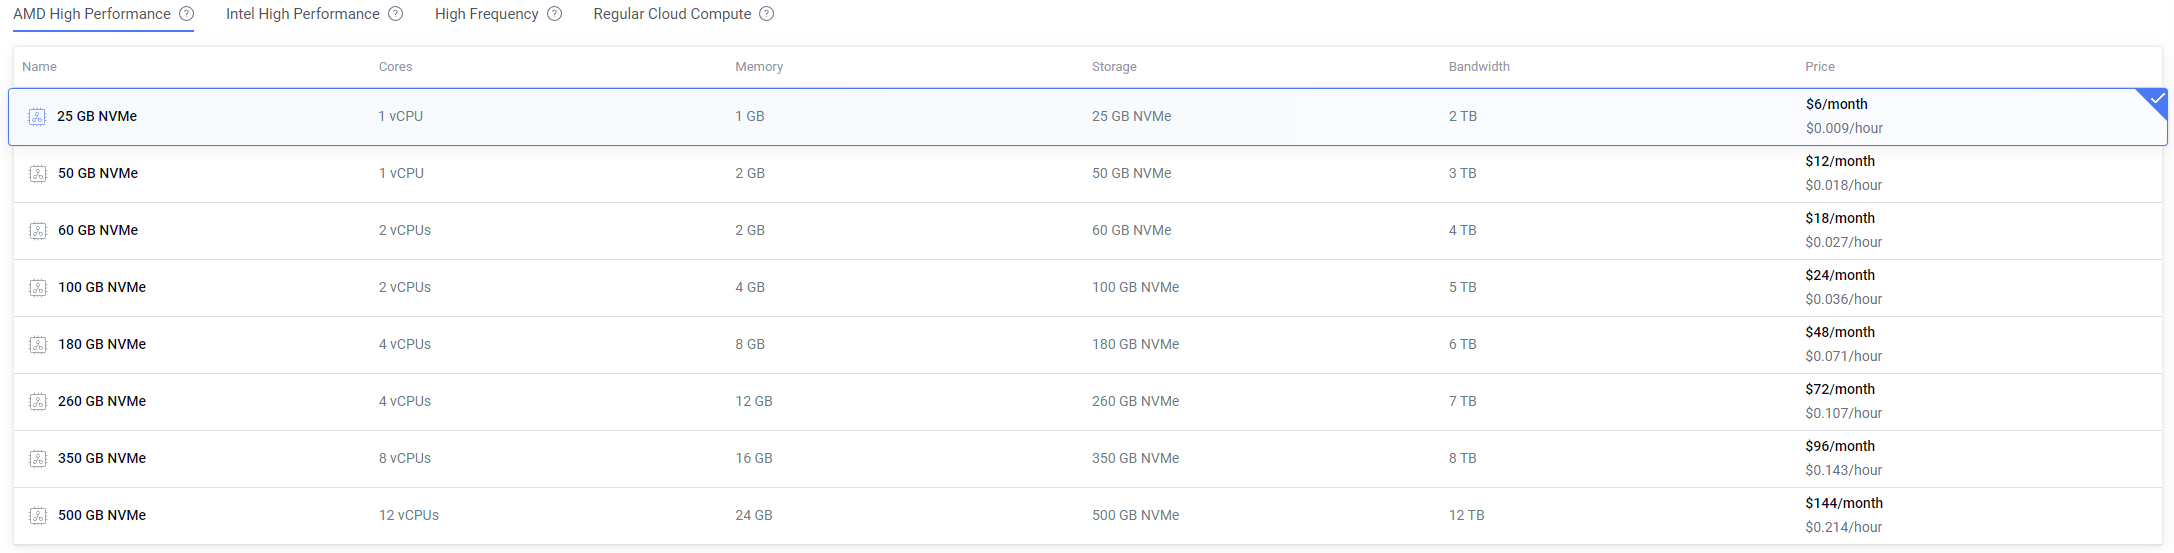 AMD High Performance ? Intel High Performance ? High Frequency ? Regular Cloud Compute ?
Name Cores Memory Storage Bandwidth Price
25 GB NVMe 1 vCPU 1 GB 25 GB NVMe 2 TB $6/month
$0.009/hour
50 GB NVMe 1 vCPU 2 GB 50 GB NVMe 3 TB $12/month
$0.018/hour
60 GB NVMe 2 vCPUs 2 GB 60 GB NVMe 4 TB $18/month
$0.027/hour
100 GB NVMe 2 vCPUs 4 GB 100 GB NVMe 5 TB $24/month
$0.036/hour
180 GB NVMe 4 vCPUs 8 GB 180 GB NVMe 6 TB $48/month
$0.071/hour
260 GB NVMe 4 vCPUs 12 GB 260 GB NVMe 7 TB $72/month
$0.107/hour
350 GB NVMe 8 vCPUs 16 GB 350 GB NVMe 8 TB $96/month
$0.143/hour
500 GB NVMe 12 vCPUs 24 GB 500 GB NVMe 12 TB $144/month
$0.214/hour